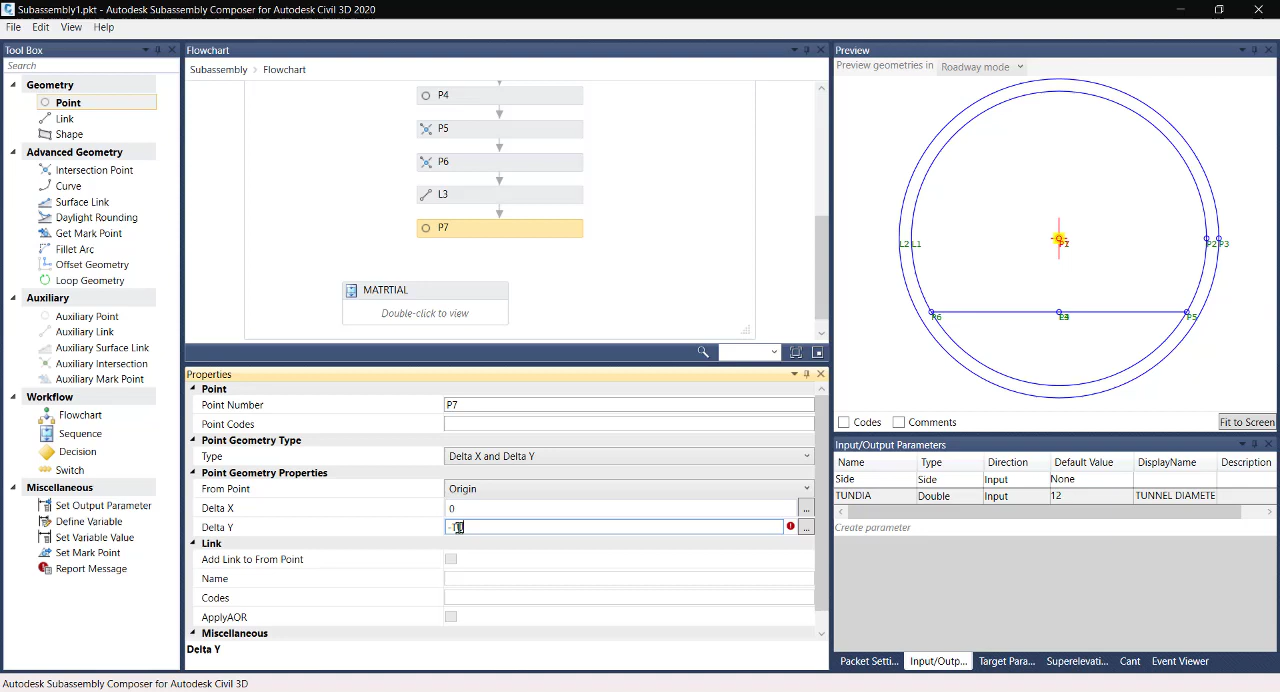 Subassembly1.pkt - Autodesk Subassembly Composer for Autodesk Civil 3D 2020
File Edit View Help
Tool Box
Search
Geometry
Point
Link
Shape
Advanced Geometry
Intersection Point
Curve
Surface Link
Daylight Rounding
Get Mark Point
Fillet Arc
Offset Geometry
Loop Geometry
Auxiliary
Auxiliary Point
Auxiliary Link
Auxiliary Surface Link
Auxiliary Intersection
Auxiliary Mark Point
Workflow
Flowchart
Sequence
Decision
Switch
Miscellaneous
Set Output Parameter
Define Variable
Set Variable Value
Set Mark Point
Report Message
Flowchart
Subassembly > Flowchart
P4
P5
P6
L3
P7
MATRTIAL
Double-click to view
Properties
Point
Point Number P7
Point Codes
Point Geometry Type
Type Delta X and Delta Y
Point Geometry Properties
From Point Origin
Delta X 0 ...
Delta Y ...
Link
Add Link to From Point
Name
Codes
ApplyAOR
Miscellaneous
Delta Y
Preview
Preview geometries in Roadway mode
L2 L1 P2 P3
P6 P5
Codes Comments Fit to Screen
Input/Output Parameters
Name Type Direction Default Value DisplayName Description
Side Side Input None
TUNDIA Double Input 12 TUNNEL DIAMETE
Create parameter
Packet Setti... Input/Outp... Target Para... Superelevati... Cant Event Viewer
Autodesk Subassembly Composer for Autodesk Civil 3D